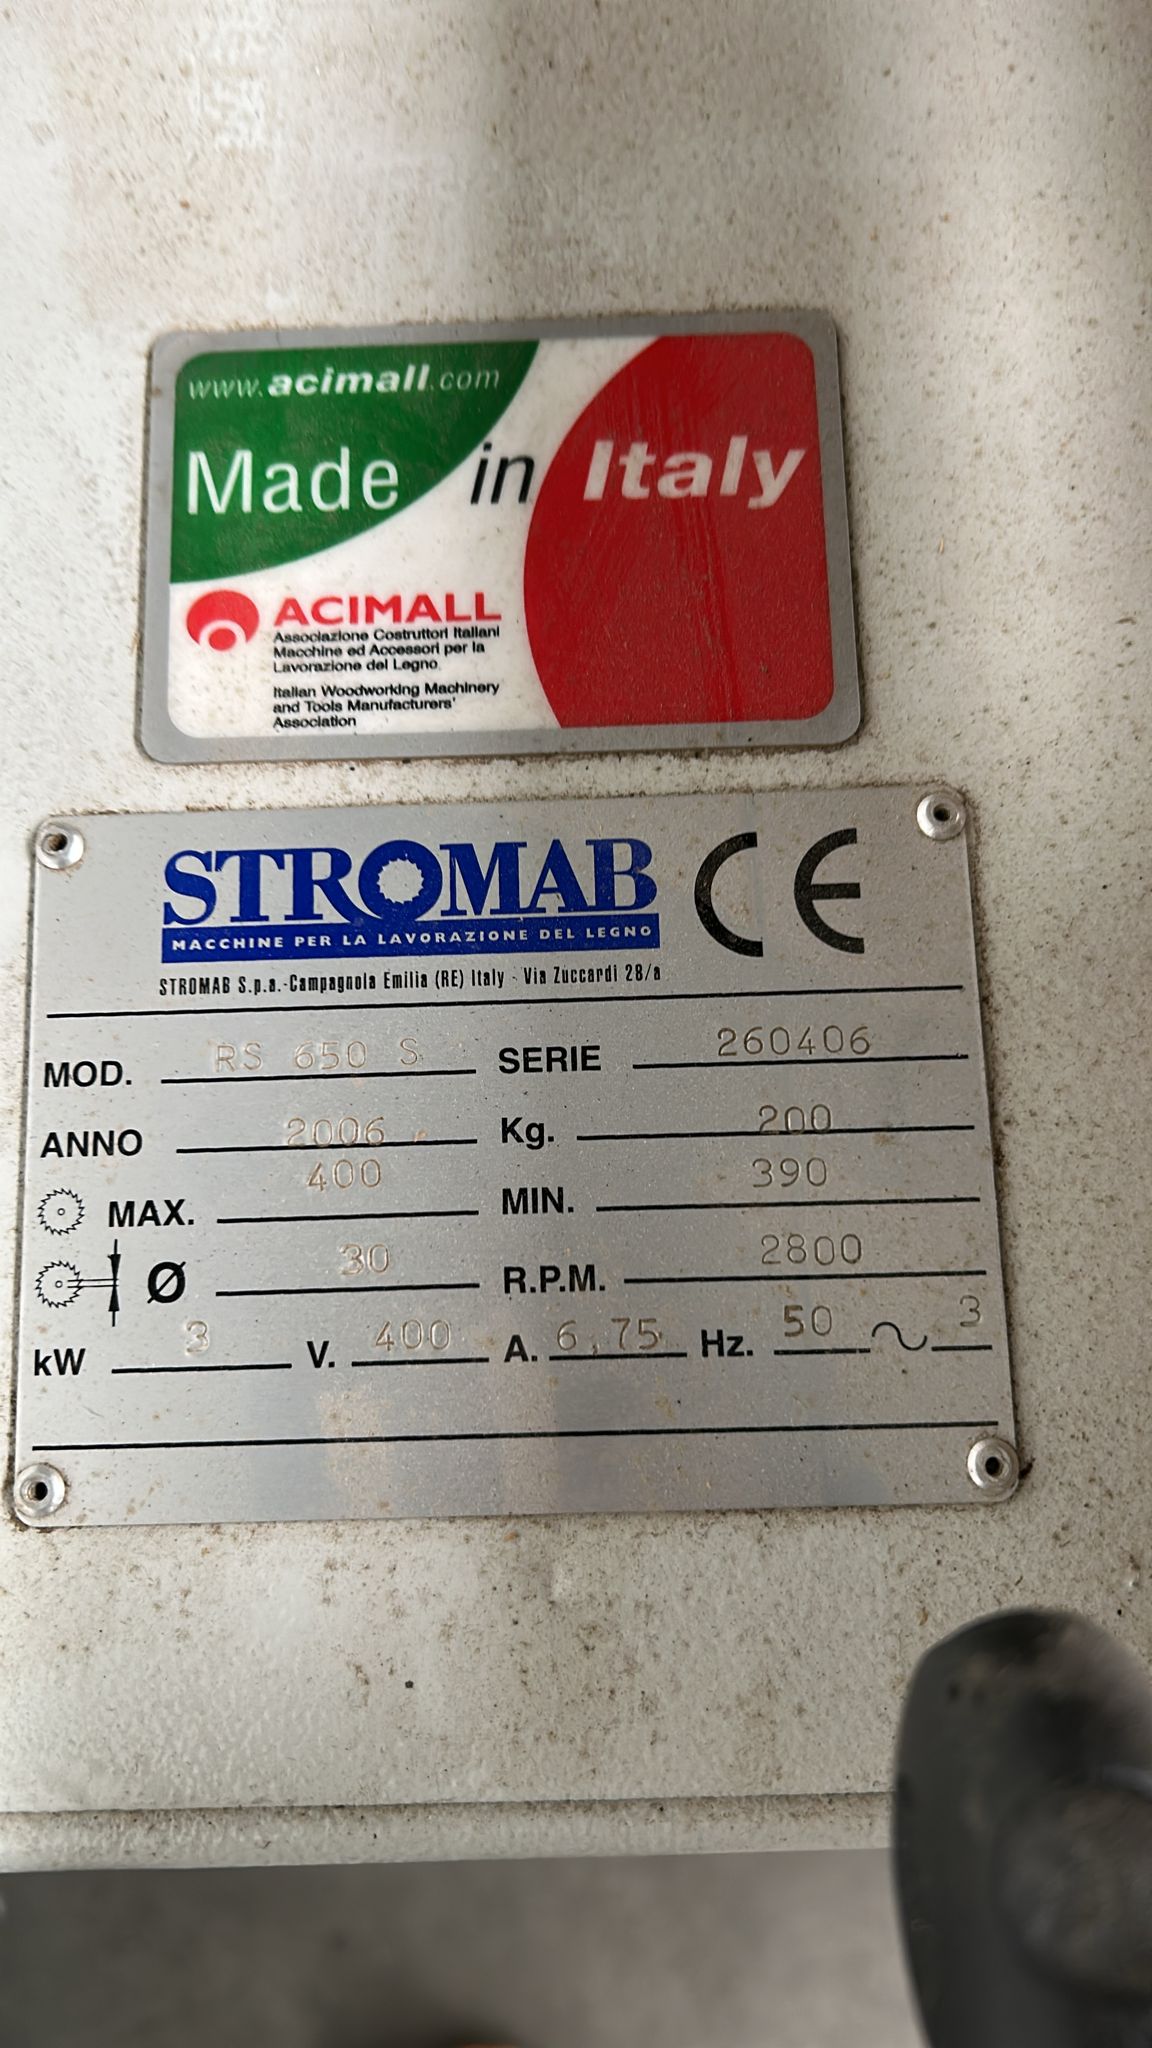 www.acimall.com
Made in Italy
ACIMALL
Associazione Costruttori Italiani
Macchine ed Accessori per la
Lavorazione del Legno
Italian Woodworking Machinery
and Tools Manufacturers'
Association
STROMAB CE
MACCHINE PER LA LAVORAZIONE DEL LEGNO
STROMAB S.p.a.-Campagnola Emilia (RE) Italy - Via Zuccardi 28/a
MOD. RS 650 S SERIE 260406
ANNO 2006 Kg. 200
MAX. 400 MIN. 390
Ø 30 R.P.M. 2800
kW 3 V. 400 A. 6,75 Hz. 50 ~ 3